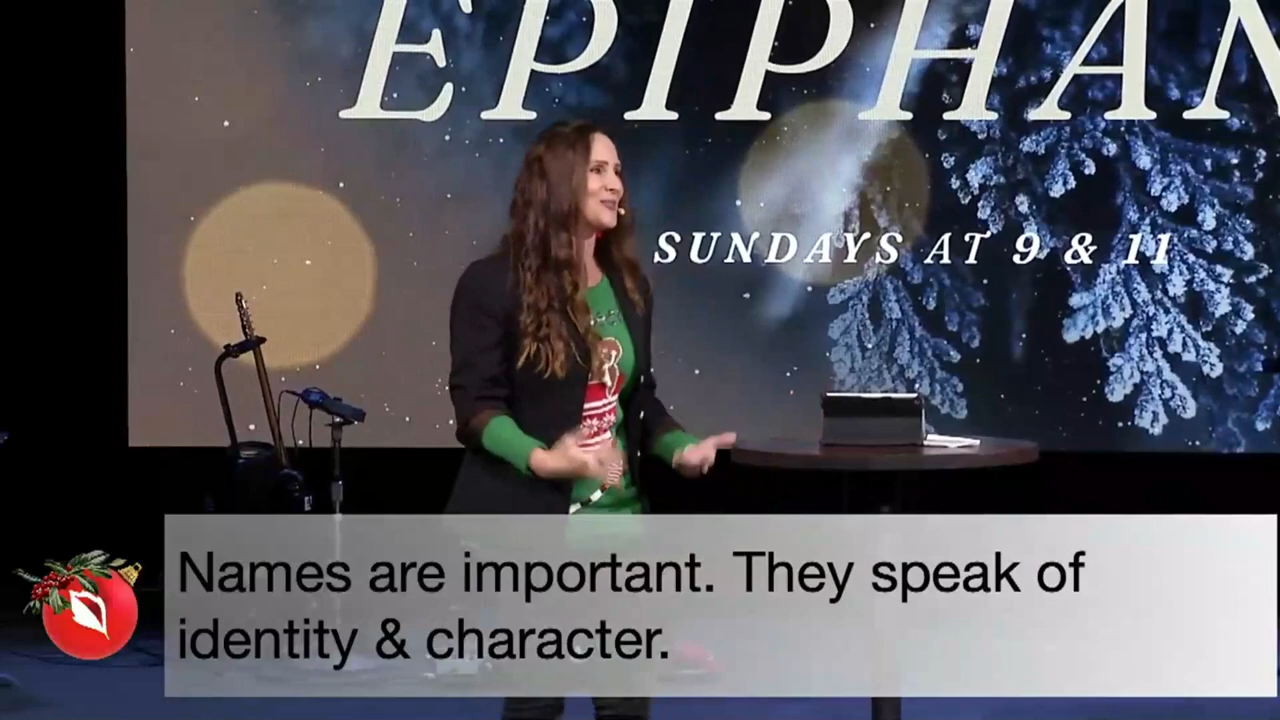 EPIPHAN
SUNDAYS AT 9 & 11
Names are important. They speak of
identity & character.